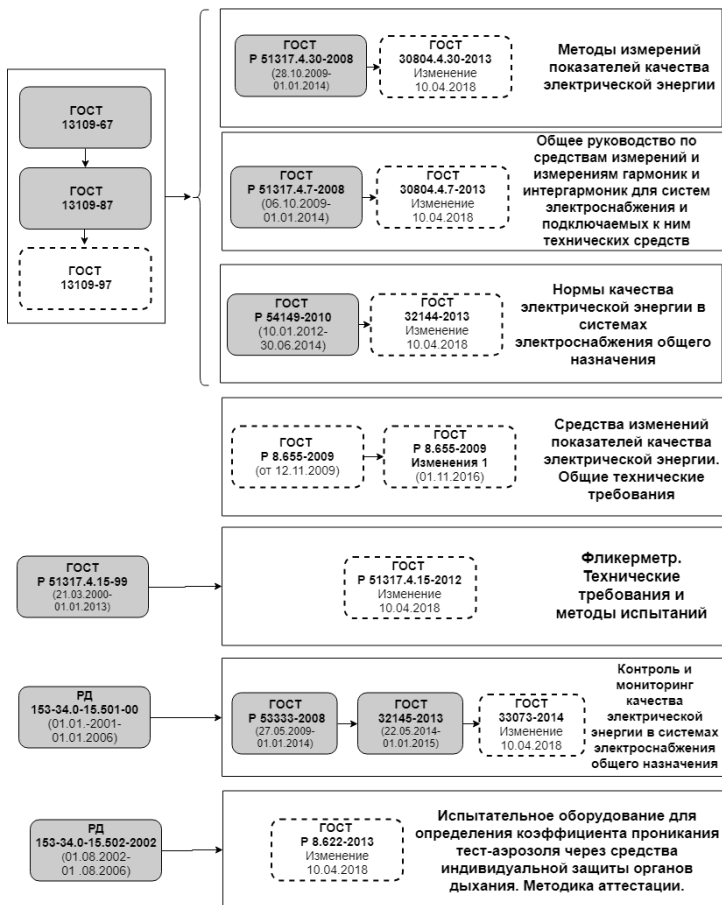 ГОСТ
13109-67
ГОСТ
13109-87
ГОСТ
13109-97
ГОСТ
Р 51317.4.30-2008
(28.10.2009-
01.01.2014)
ГОСТ
30804.4.30-2013
Изменение
10.04.2018
Методы измерений
показателей качества
электрической энергии
ГОСТ
Р 51317.4.7-2008
(06.10.2009-
01.01.2014)
ГОСТ
30804.4.7-2013
Изменение
10.04.2018
Общее руководство по
средствам измерений и
измерениям гармоник и
интергармоник для систем
электроснабжения и
подключаемых к ним
технических средств
ГОСТ
Р 54149-2010
(10.01.2012-
30.06.2014)
ГОСТ
32144-2013
Изменение
10.04.2018
Нормы качества
электрической энергии в
системах
электроснабжения общего
назначения
ГОСТ
Р 8.655-2009
(от 12.11.2009)
ГОСТ
Р 8.655-2009
Изменения 1
(01.11.2016)
Средства изменений
показателей качества
электрической энергии.
Общие технические
требования
ГОСТ
Р 51317.4.15-99
(21.03.2000-
01.01.2013)
ГОСТ
Р 51317.4.15-2012
Изменение
10.04.2018
Фликерметр.
Технические
требования и
методы испытаний
РД
153-34.0-15.501-00
(01.01.-2001-
01.01.2006)
ГОСТ
Р 53333-2008
(27.05.2009-
01.01.2014)
ГОСТ
32145-2013
(22.05.2014-
01.01.2015)
ГОСТ
33073-2014
Изменение
10.04.2018
Контроль и
мониторинг
качества
электрической
энергии в системах
электроснабжения
общего назначения
РД
153-34.0-15.502-2002
(01.08.2002-
01 .08.2006)
ГОСТ
Р 8.622-2013
Изменение
10.04.2018
Испытательное оборудование для
определения коэффициента проникания
тест-аэрозоля через средства
индивидуальной защиты органов
дыхания. Методика аттестации.